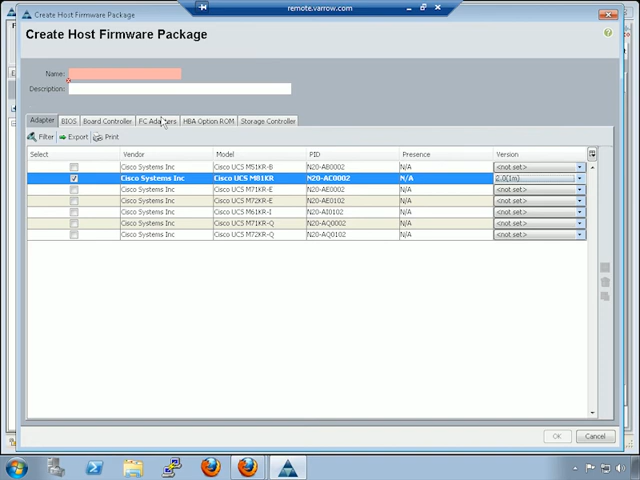 remote.varrow.com
Create Host Firmware Package
Create Host Firmware Package
Name:
Description:
Adapter BIOS Board Controller FC Adapters HBA Option ROM Storage Controller
Filter Export Print
Select Vendor Model PID Presence Version
Cisco Systems Inc Cisco UCS M51KR-B N20-AB0002 N/A <not set>
Cisco Systems Inc Cisco UCS M81KR N20-AC0002 N/A 2.0(1m)
Cisco Systems Inc Cisco UCS M71KR-E N20-AE0002 N/A <not set>
Cisco Systems Inc Cisco UCS M72KR-E N20-AE0102 N/A <not set>
Cisco Systems Inc Cisco UCS M61KR-I N20-AI0102 N/A <not set>
Cisco Systems Inc Cisco UCS M71KR-Q N20-AQ0002 N/A <not set>
Cisco Systems Inc Cisco UCS M72KR-Q N20-AQ0102 N/A <not set>
OK Cancel